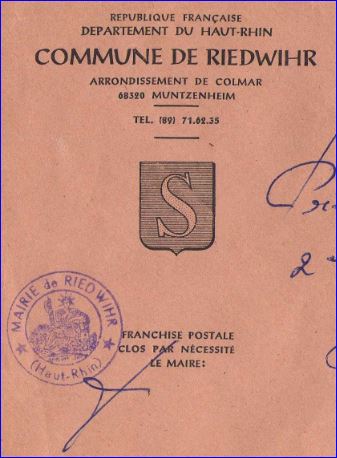 REPUBLIQUE FRANÇAISE
DEPARTEMENT DU HAUT-RHIN
COMMUNE DE RIEDWIHR
ARRONDISSEMENT DE COLMAR
68320 MUNTZENHEIM
TEL. (89) 71.62.35
S
MAIRIE de RIEDWIHR
(Haut-Rhin)
FRANCHISE POSTALE
CLOS PAR NÉCESSITÉ
LE MAIRE: